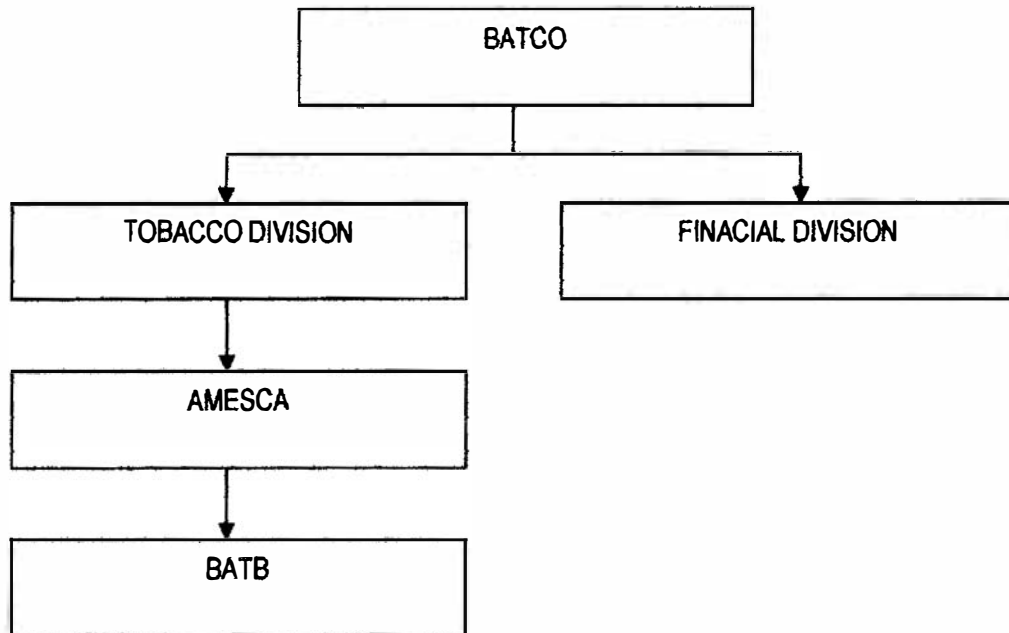 BATCO
TOBACCO DIVISION
FINACIAL DIVISION
AMESCA
BATB